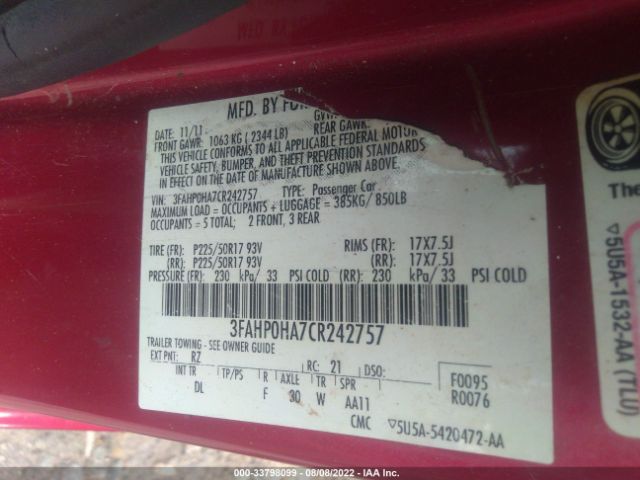 MFD. BY FOR
DATE: 11/11
GVW
FRONT GAWR: 1063 KG (2344 LB)
REAR GAWR
THIS VEHICLE CONFORMS TO ALL APPLICABLE FEDERAL MOTOR
VEHICLE SAFETY, BUMPER, AND THEFT PREVENTION STANDARDS
IN EFFECT ON THE DATE OF MANUFACTURE SHOWN ABOVE.
VIN: 3FAHP0HA7CR242757 TYPE: Passenger Car
MAXIMUM LOAD = OCCUPANTS + LUGGAGE = 385KG/ 850LB
OCCUPANTS = 5 TOTAL; 2 FRONT, 3 REAR
TIRE (FR): P225/50R17 93V RIMS (FR): 17X7.5J
(RR): P225/50R17 93V (RR): 17X7.5J
PRESSURE (FR): 230 kPa/ 33 PSI COLD (RR): 230 kPa/ 33 PSI COLD
3FAHP0HA7CR242757
TRAILER TOWING - SEE OWNER GUIDE
EXT PNT: RZ RC: 21 DSO:
INT TR TP/PS R AXLE TR SPR
DL F 30 W AA11
F0095
R0076
CMC ▽5U5A-5420472-AA
The
▽5U5A-1532-AA (TLU)
000-33798099 - 08/08/2022 - IAA Inc.